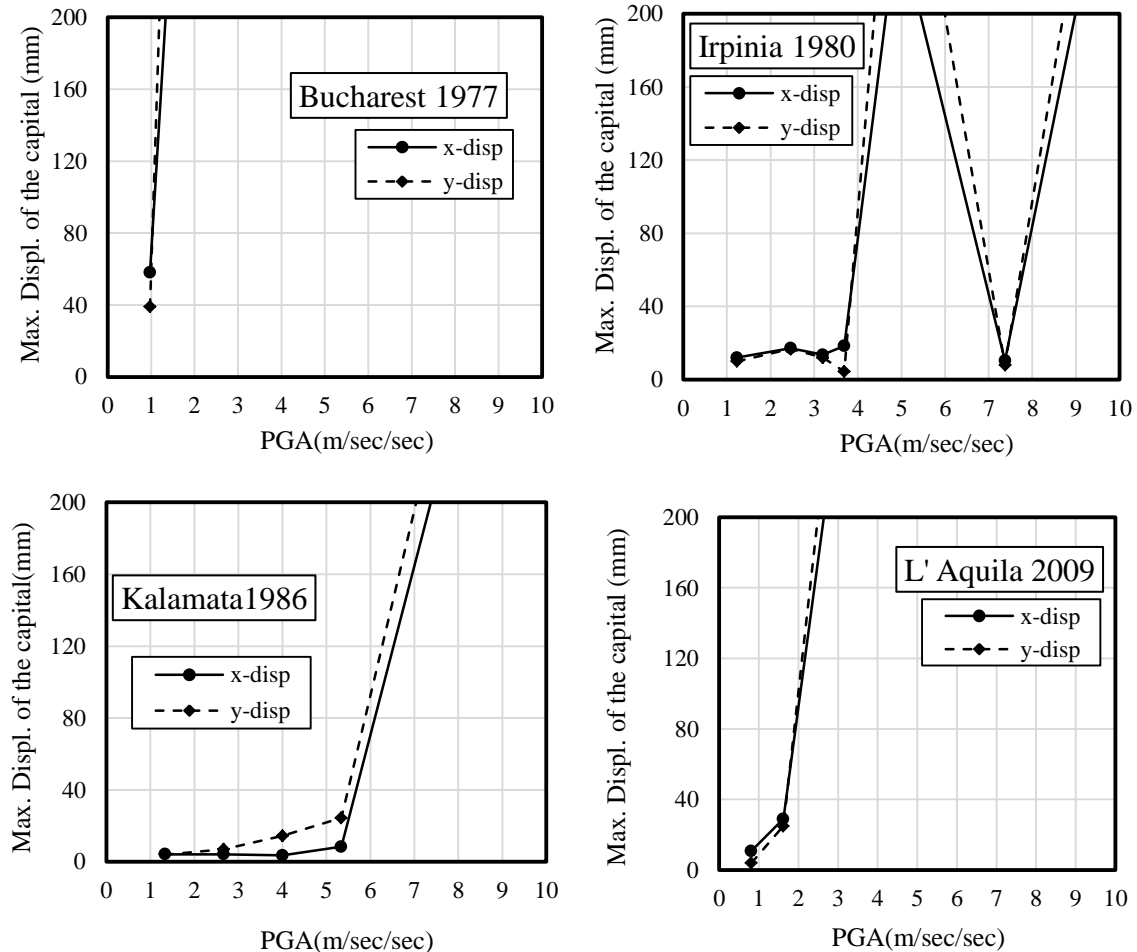 Max. Displ. of the capital (mm)
200
160
120
80
40
0
Bucharest 1977
x-disp
y-disp
0 1 2 3 4 5 6 7 8 9 10
PGA(m/sec/sec)
Max. Displ. of the capital (mm)
200
160
120
80
40
0
Irpinia 1980
x-disp
y-disp
0 1 2 3 4 5 6 7 8 9 10
PGA(m/sec/sec)
Max. Displ. of the capital(mm)
200
160
120
80
40
0
Kalamata1986
x-disp
y-disp
0 1 2 3 4 5 6 7 8 9 10
PGA(m/sec/sec)
Max. Displ. of the capital (mm)
200
160
120
80
40
0
L' Aquila 2009
x-disp
y-disp
0 1 2 3 4 5 6 7 8 9 10
PGA(m/sec/sec)